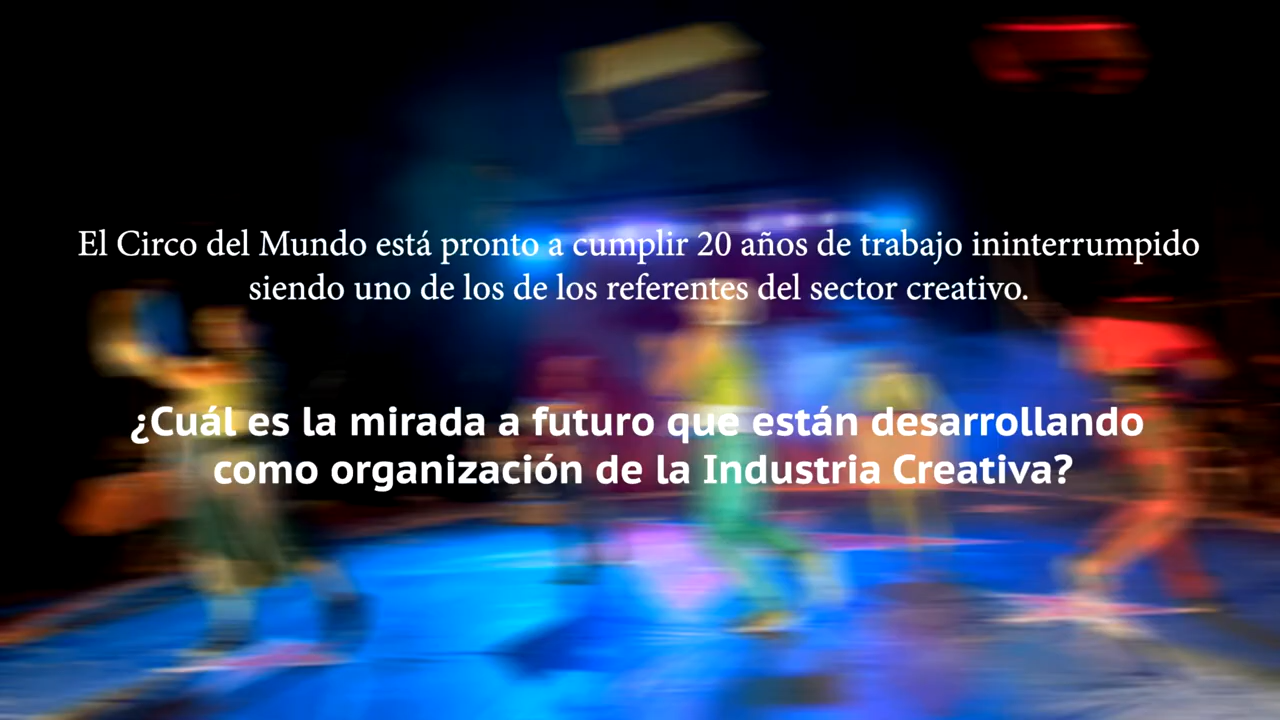 El Circo del Mundo está pronto a cumplir 20 años de trabajo ininterrumpido
siendo uno de los de los referentes del sector creativo.
¿Cuál es la mirada a futuro que están desarrollando
como organización de la Industria Creativa?